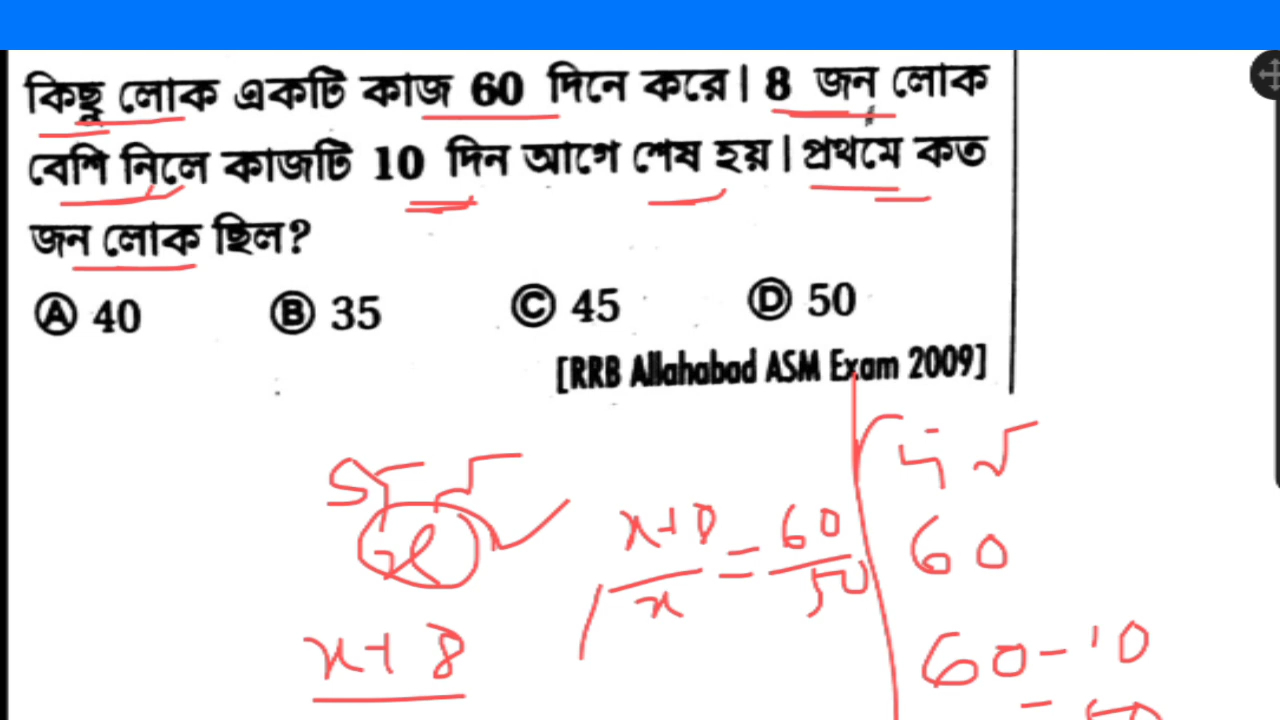 কিছু লোক একটি কাজ 60 দিনে করে। 8 জন লোক
বেশি নিলে কাজটি 10 দিন আগে শেষ হয়। প্রথমে কত
জন লোক ছিল?
Ⓐ 40 Ⓑ 35 Ⓒ 45 Ⓓ 50
[RRB Allahabad ASM Exam 2009]
x
x+8
x+8/x = 60/50
60
60-10
= 50